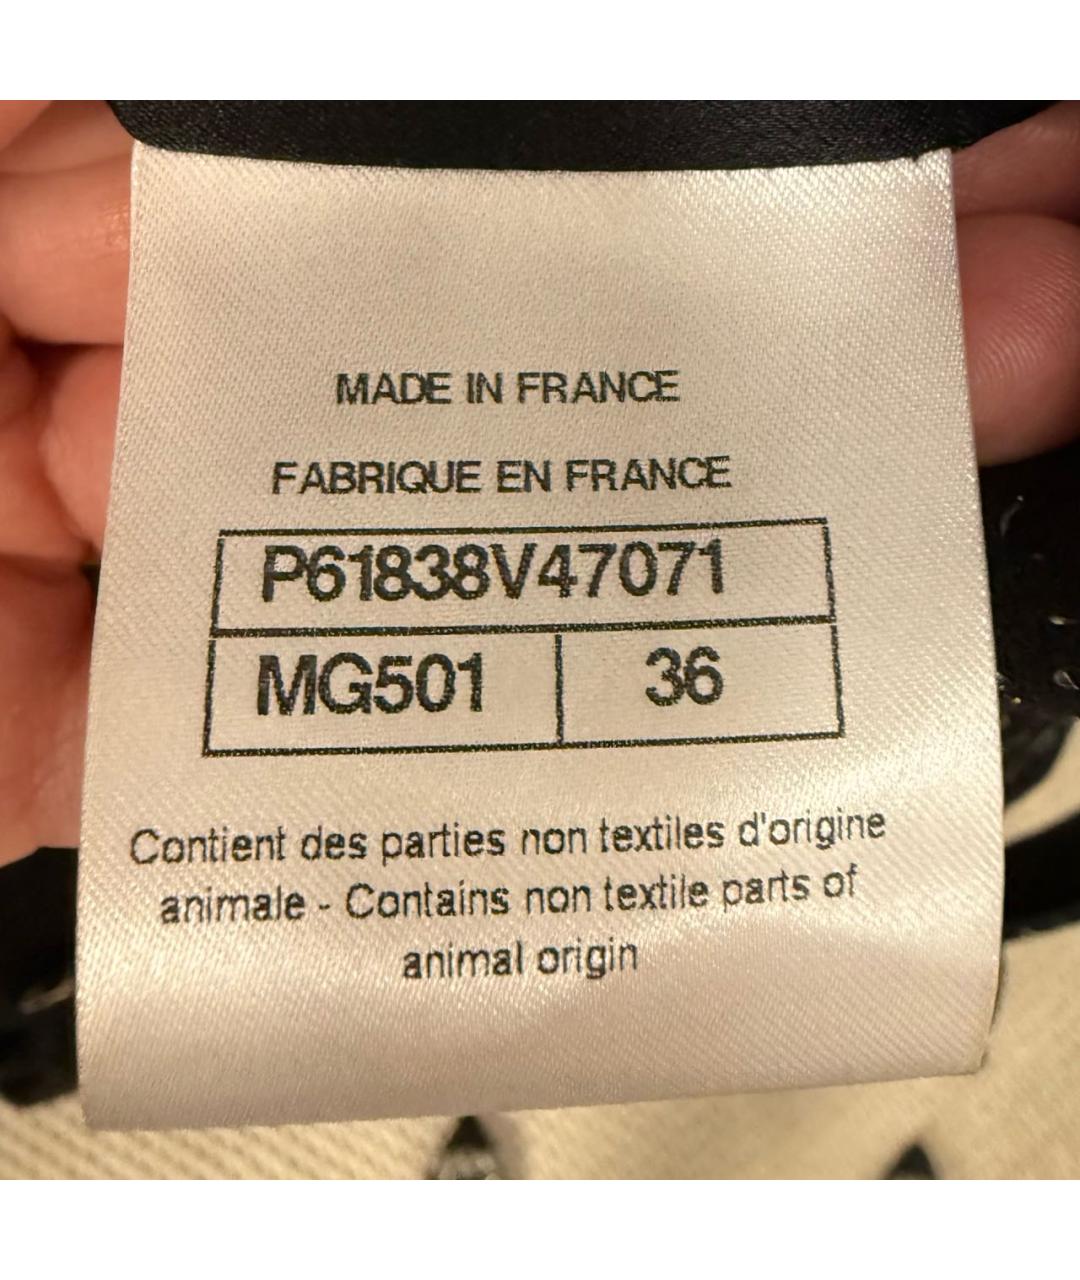 MADE IN FRANCE
FABRIQUE EN FRANCE
P61838V47071
MG501 36
Contient des parties non textiles d'origine
animale - Contains non textile parts of
animal origin